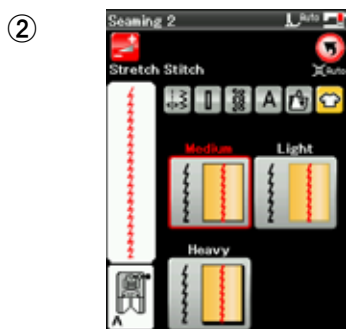 ②
Seaming 2
Auto
Stretch Stitch
Auto
A
Medium
Light
Heavy
A